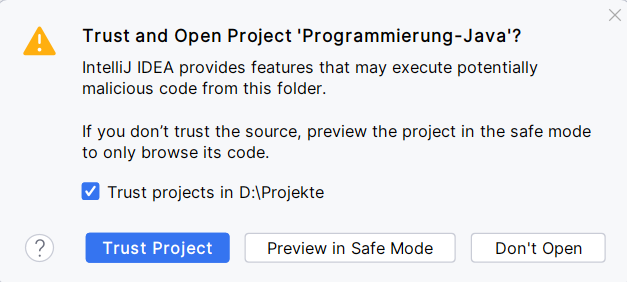 Trust and Open Project 'Programmierung-Java'?
IntelliJ IDEA provides features that may execute potentially
malicious code from this folder.
If you don’t trust the source, preview the project in the safe mode
to only browse its code.
Trust projects in D:\Projekte
? Trust Project Preview in Safe Mode Don't Open